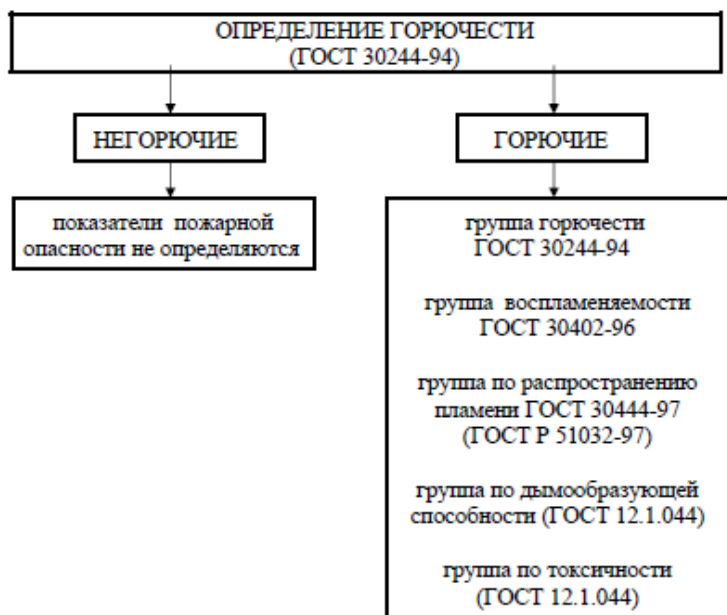 ОПРЕДЕЛЕНИЕ ГОРЮЧЕСТИ
(ГОСТ 30244-94)
НЕГОРЮЧИЕ
ГОРЮЧИЕ
показатели пожарной
опасности не определяются
группа горючести
ГОСТ 30244-94
группа воспламеняемости
ГОСТ 30402-96
группа по распространению
пламени ГОСТ 30444-97
(ГОСТ Р 51032-97)
группа по дымообразующей
способности (ГОСТ 12.1.044)
группа по токсичности
(ГОСТ 12.1.044)